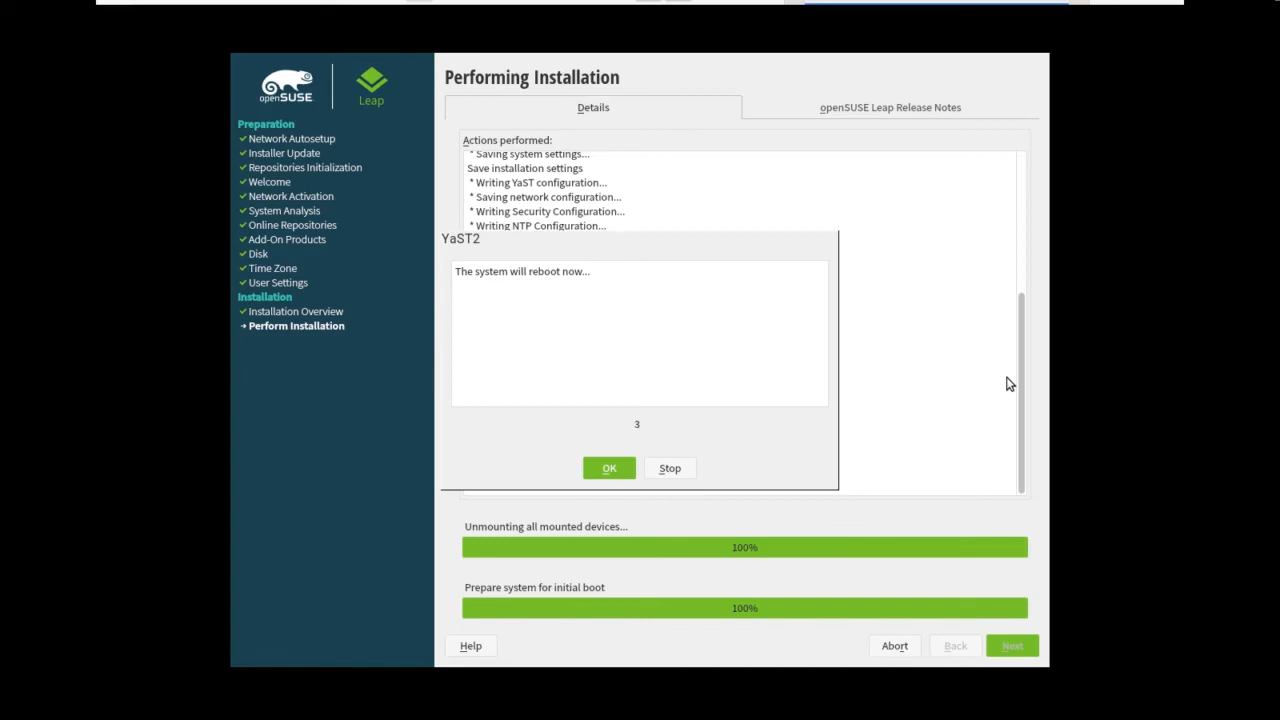 openSUSE
Leap
Preparation
Network Autosetup
Installer Update
Repositories Initialization
Welcome
Network Activation
System Analysis
Online Repositories
Add-On Products
Disk
Time Zone
User Settings
Installation
Installation Overview
Perform Installation
Performing Installation
Details
openSUSE Leap Release Notes
Actions performed:
* Saving system settings...
Save installation settings
* Writing YaST configuration...
* Saving network configuration...
* Writing Security Configuration...
* Writing NTP Configuration...
YaST2
The system will reboot now...
3
OK
Stop
Unmounting all mounted devices...
100%
Prepare system for initial boot
100%
Help
Abort
Back
Next